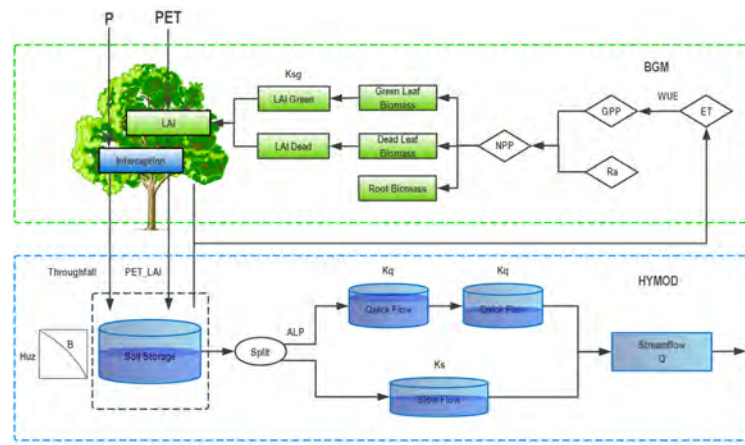 P
PET
BGM
Ksg
LAI Green
Green Leaf
Biomass
GPP
WUE
ET
LAI
LAI Dead
Dead Leaf
Biomass
NPP
Interception
Root Biomass
Ra
Throughfall
PET_LAI
Kq
Kq
HYMOD
Quick Flow
Quick Flow
ALP
Huz
B
Soil Storage
Split
Streamflow
Q
Ks
Slow Flow